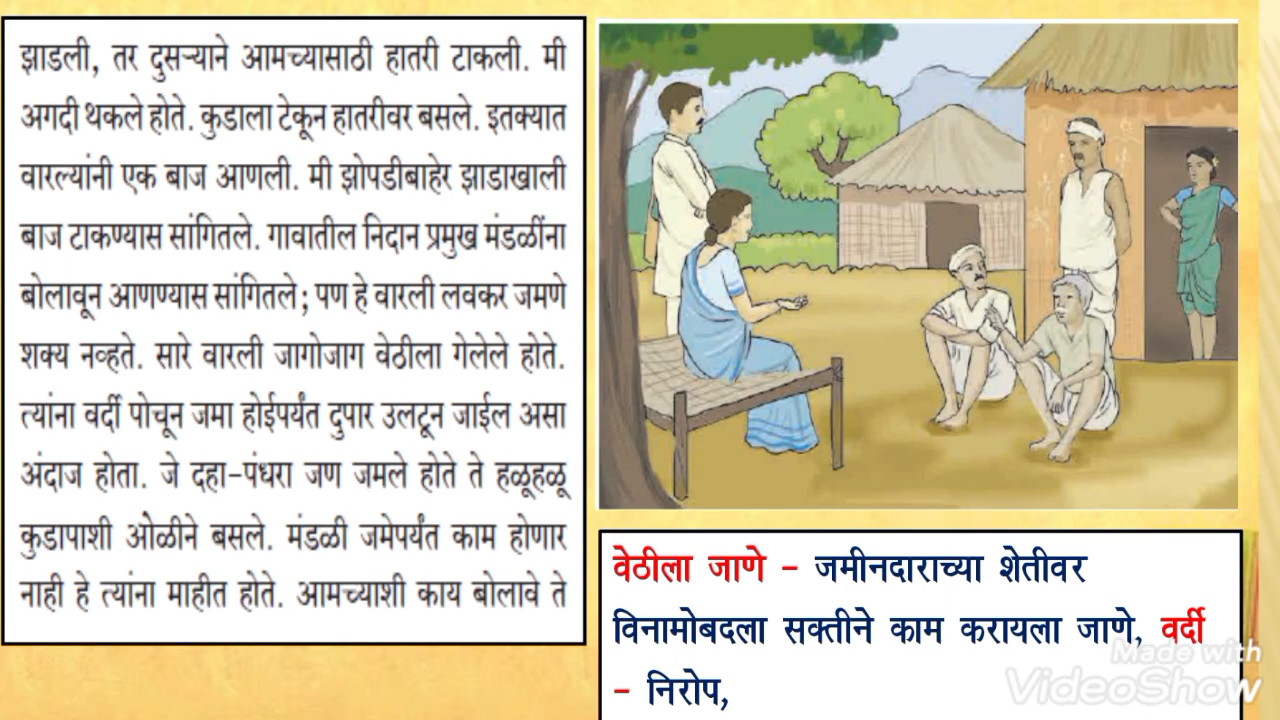 झाडली, तर दुसऱ्याने आमच्यासाठी हातरी टाकली. मी
अगदी थकले होते. कुडाला टेकून हातरीवर बसले. इतक्यात
वारल्यांनी एक बाज आणली. मी झोपडीबाहेर झाडाखाली
बाज टाकण्यास सांगितले. गावातील निदान प्रमुख मंडळींना
बोलावून आणण्यास सांगितले; पण हे वारली लवकर जमणे
शक्य नव्हते. सारे वारली जागोजाग वेठीला गेलेले होते.
त्यांना वर्दी पोचून जमा होईपर्यंत दुपार उलटून जाईल असा
अंदाज होता. जे दहा-पंधरा जण जमले होते ते हळूहळू
कुडापाशी ओळीने बसले. मंडळी जमेपर्यंत काम होणार
नाही हे त्यांना माहीत होते. आमच्याशी काय बोलावे ते
वेठीला जाणे – जमीनदाराच्या शेतीवर
विनामोबदला सक्तीने काम करायला जाणे, वर्दी
– निरोप,
Made with
VideoShow